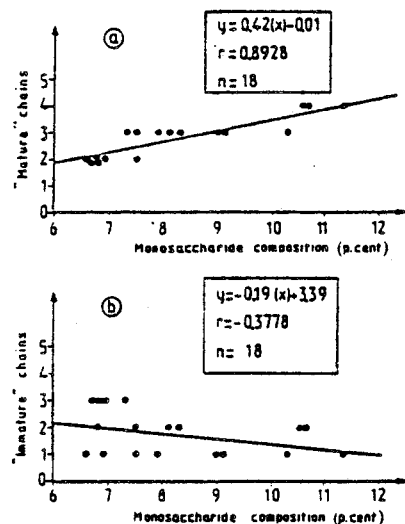 a
y=0.42(x)-0.01
r=0.8928
n=18
"Mature" chains
5
4
3
2
1
0
6 7 8 9 10 11 12
Monosaccharide composition (p.cent)
b
y=-0.19(x)+3.39
r=-0.3778
n= 18
"Immature" chains
5
4
3
2
1
0
6 7 8 9 10 11 12
Monosaccharide composition (p.cent)